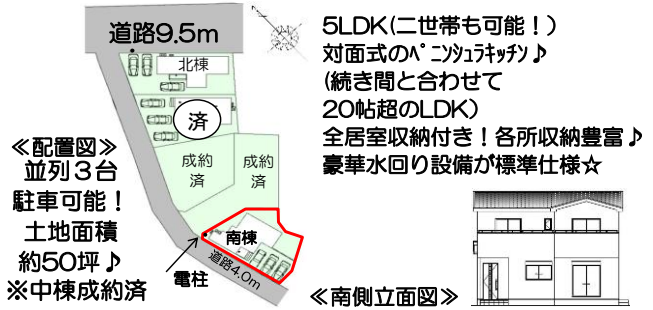 道路9.5m
北棟
済
成約
済
成約
済
南棟
道路4.0m
電柱
≪配置図≫
並列３台
駐車可能！
土地面積
約50坪♪
※中棟成約済
5LDK(二世帯も可能！)
対面式のﾍﾟﾆﾝｼｭﾗｷｯﾁﾝ♪
(続き間と合わせて
20帖超のLDK)
全居室収納付き！各所収納豊富♪
豪華水回り設備が標準仕様☆
≪南側立面図≫